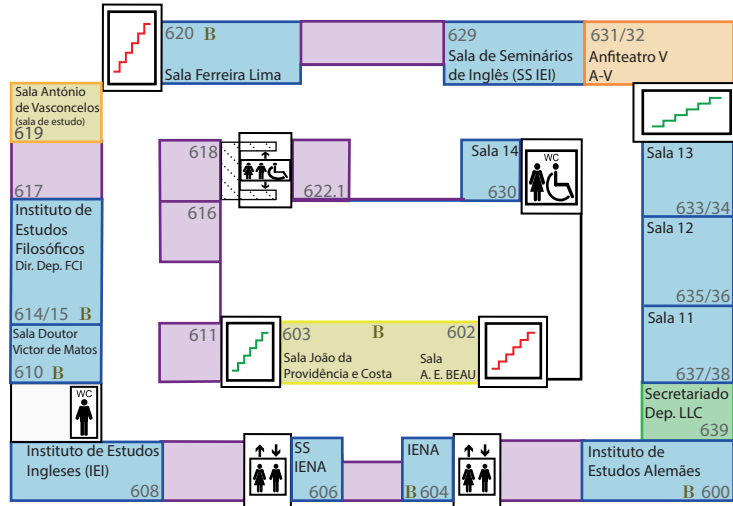 620 B
Sala Ferreira Lima
629
Sala de Seminários
de Inglês (SS IEI)
631/32
Anfiteatro V
A-V
Sala António
de Vasconcelos
(sala de estudo)
619
617
618
622.1
Sala 14
630
WC
Sala 13
633/34
616
Instituto de
Estudos
Filosóficos
Dir. Dep. FCI
614/15 B
Sala 12
635/36
Sala Doutor
Victor de Matos
610 B
611
603
B
602
Sala João da
Providência e Costa
Sala
A. E. BEAU
Sala 11
637/38
WC
Secretariado
Dep. LLC
639
Instituto de Estudos
Ingleses (IEI)
608
SS
IENA
606
IENA
B 604
Instituto de
Estudos Alemães
B 600